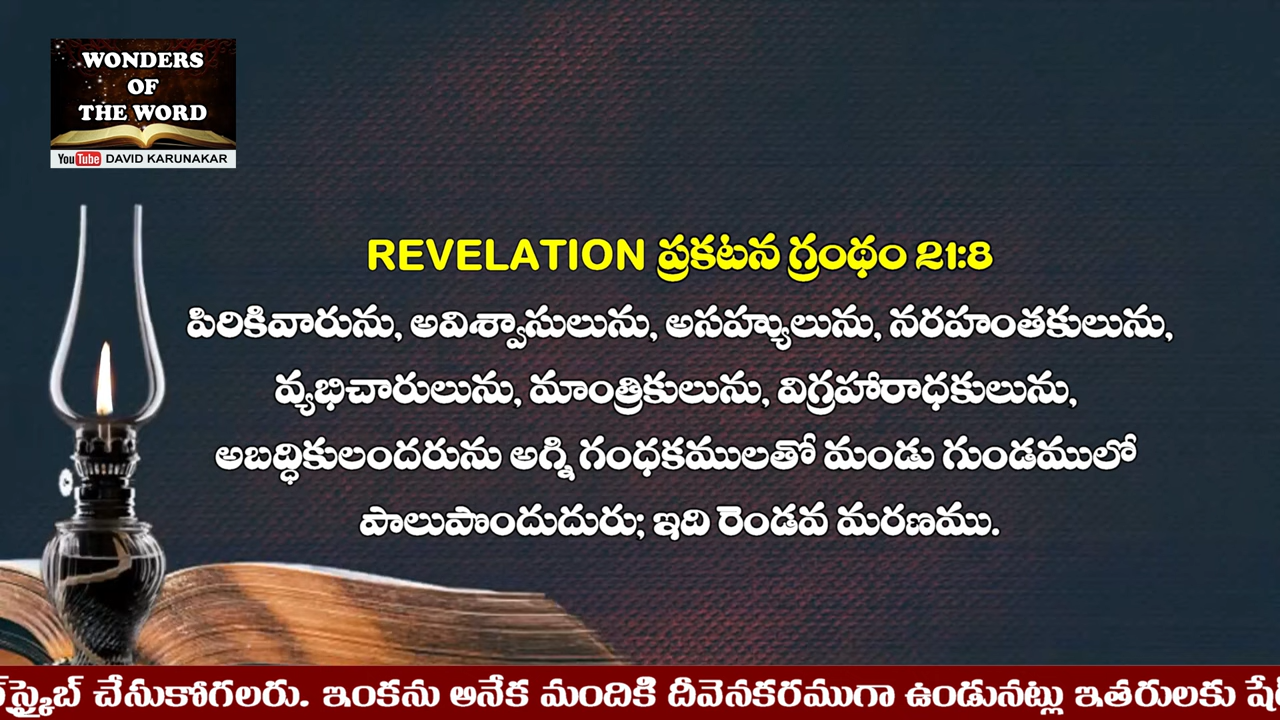 WONDERS
OF
THE WORD
YouTube DAVID KARUNAKAR
REVELATION ప్రకటన గ్రంథం 21:8
పిరికివారును, అవిశ్వాసులును, అసహ్యులును, నరహంతకులును,
వ్యభిచారులును, మాంత్రికులును, విగ్రహారాధకులును,
అబద్ధికులందరును అగ్ని గంధకములతో మండు గుండములో
పాలుపొందుదురు; ఇది రెండవ మరణము.
చేసుకోగలరు. ఇంకను అనేక మందికి దీవెనకరముగా ఉండునట్లు ఇతరులకు